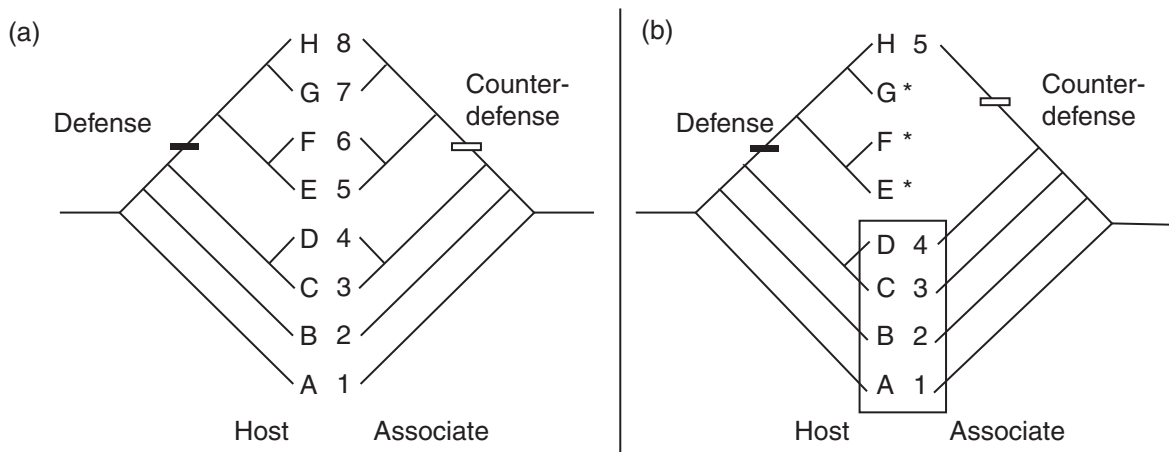 (a)
H 8
G 7
F 6
E 5
D 4
C 3
B 2
A 1
Defense
Counter-
defense
Host Associate
(b)
H 5
G *
F *
E *
D 4
C 3
B 2
A 1
Defense
Counter-
defense
Host Associate